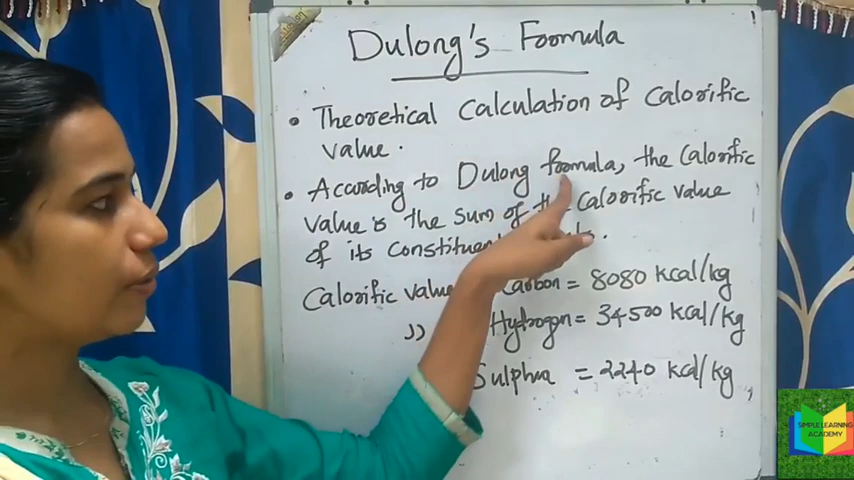 Dulong's Formula
• Theoretical Calculation of Calorific
value.
• According to Dulong formula, the Calorific
value is the sum of the Calorific value
of its Constituent
Calorific value Carbon = 8080 kcal/kg
,, Hydrogen = 34500 kcal/kg
Sulphur = 2240 kcal/kg,
SIMPLE LEARNING
ACADEMY